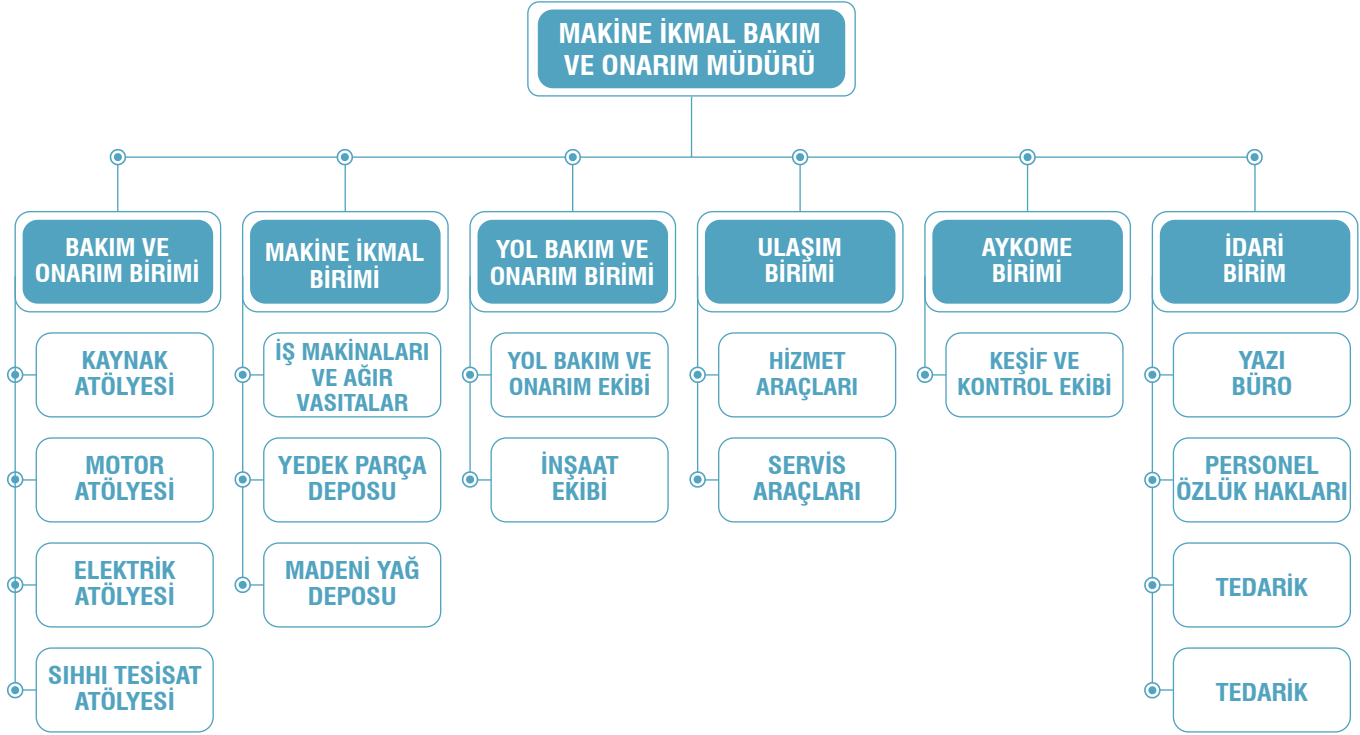 MAKİNE İKMAL BAKIM
VE ONARIM MÜDÜRÜ
BAKIM VE
ONARIM BİRİMİ
KAYNAK
ATÖLYESİ
MOTOR
ATÖLYESİ
ELEKTRİK
ATÖLYESİ
SIHHI TESİSAT
ATÖLYESİ
MAKİNE İKMAL
BİRİMİ
İŞ MAKİNALARI
VE AĞIR
VASITALAR
YEDEK PARÇA
DEPOSU
MADENİ YAĞ
DEPOSU
YOL BAKIM VE
ONARIM BİRİMİ
YOL BAKIM VE
ONARIM EKİBİ
İNŞAAT
EKİBİ
ULAŞIM
BİRİMİ
HİZMET
ARAÇLARI
SERVİS
ARAÇLARI
AYKOME
BİRİMİ
KEŞİF VE
KONTROL EKİBİ
İDARİ
BİRİM
YAZI
BÜRO
PERSONEL
ÖZLÜK HAKLARI
TEDARİK
TEDARİK